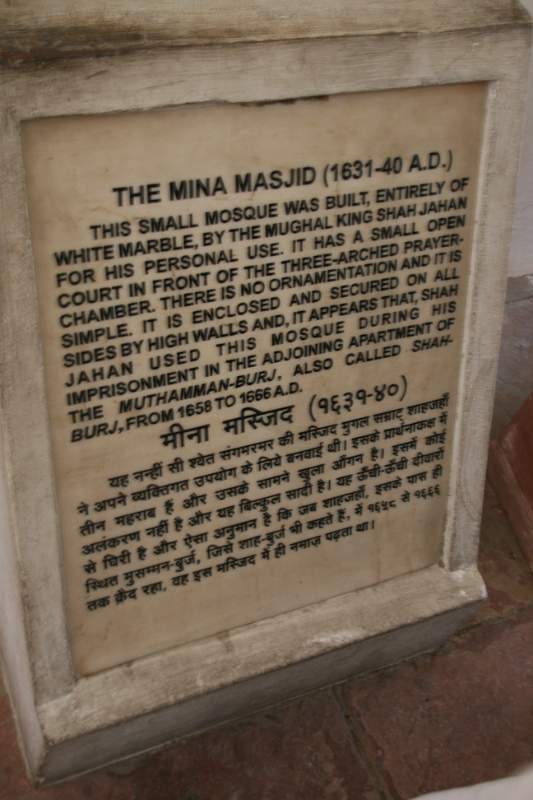 THE MINA MASJID (1631-40 A.D.)
THIS SMALL MOSQUE WAS BUILT, ENTIRELY OF
WHITE MARBLE, BY THE MUGHAL KING SHAH JAHAN
FOR HIS PERSONAL USE. IT HAS A SMALL OPEN
COURT IN FRONT OF THE THREE-ARCHED PRAYER-
CHAMBER. THERE IS NO ORNAMENTATION AND IT IS
SIMPLE. IT IS ENCLOSED AND SECURED ON ALL
SIDES BY HIGH WALLS AND, IT APPEARS THAT, SHAH
JAHAN USED THIS MOSQUE DURING HIS
IMPRISONMENT IN THE ADJOINING APARTMENT OF
THE MUTHAMMAN-BURJ, ALSO CALLED SHAH-
BURJ, FROM 1658 TO 1666 A.D.
मीना मस्जिद (१६३१-४०)
यह नन्हीं सी श्वेत संगमरमर की मस्जिद मुगल सम्राट् शाहजहाँ
ने अपने व्यक्तिगत उपयोग के लिये बनवाई थी। इसके प्रार्थनाकक्ष में
तीन महराब हैं और उसके सामने खुला आँगन है। इसमें कोई
अलंकरण नहीं है और यह बिल्कुल सादी है। यह ऊँची-ऊँची दीवारों
से घिरी है और ऐसा अनुमान है कि जब शाहजहाँ, इसके पास ही
स्थित मुसम्मन-बुर्ज, जिसे शाह-बुर्ज भी कहते हैं, में १६५८ से १६६६
तक क़ैद रहा, वह इस मस्जिद में ही नमाज़ पढ़ता था।